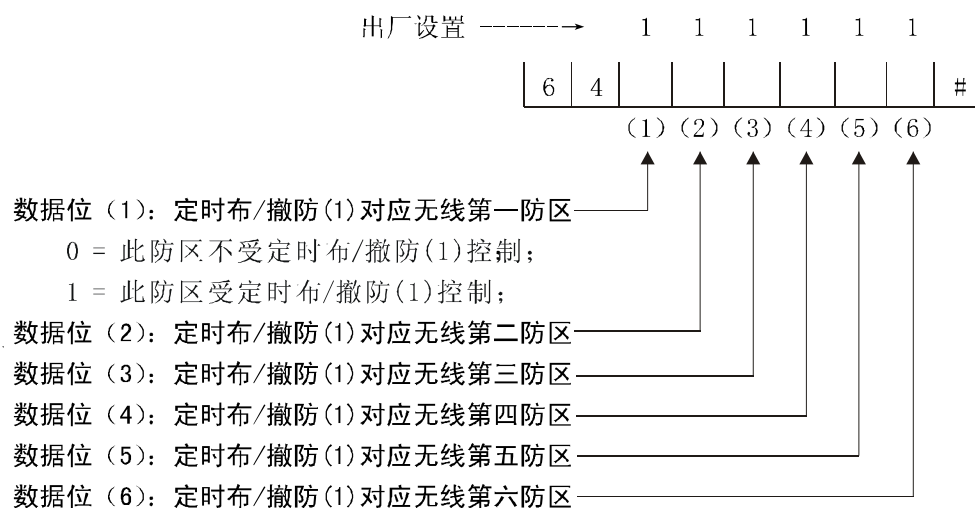 出厂设置 1 1 1 1 1 1
6 4 #
(1) (2) (3) (4) (5) (6)
数据位 (1): 定时布/撤防(1)对应无线第一防区
0 = 此防区不受定时布/撤防(1)控制;
1 = 此防区受定时布/撤防(1)控制;
数据位 (2): 定时布/撤防(1)对应无线第二防区
数据位 (3): 定时布/撤防(1)对应无线第三防区
数据位 (4): 定时布/撤防(1)对应无线第四防区
数据位 (5): 定时布/撤防(1)对应无线第五防区
数据位 (6): 定时布/撤防(1)对应无线第六防区